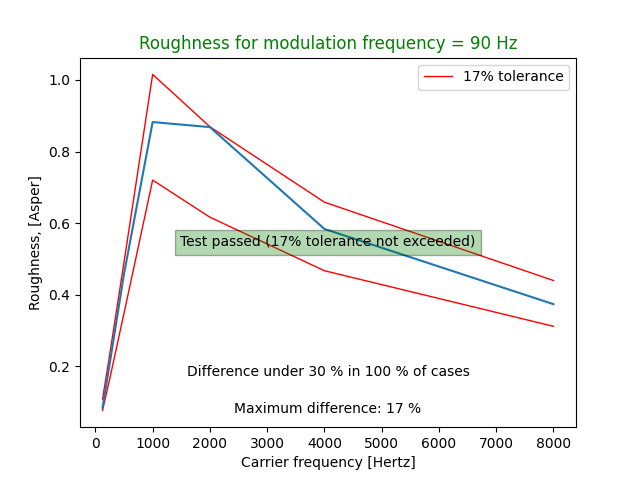 Roughness for modulation frequency = 90 Hz
17% tolerance
1.0
0.8
0.6
0.4
0.2
Roughness, [Asper]
Test passed (17% tolerance not exceeded)
Difference under 30 % in 100 % of cases
Maximum difference: 17 %
0 1000 2000 3000 4000 5000 6000 7000 8000
Carrier frequency [Hertz]